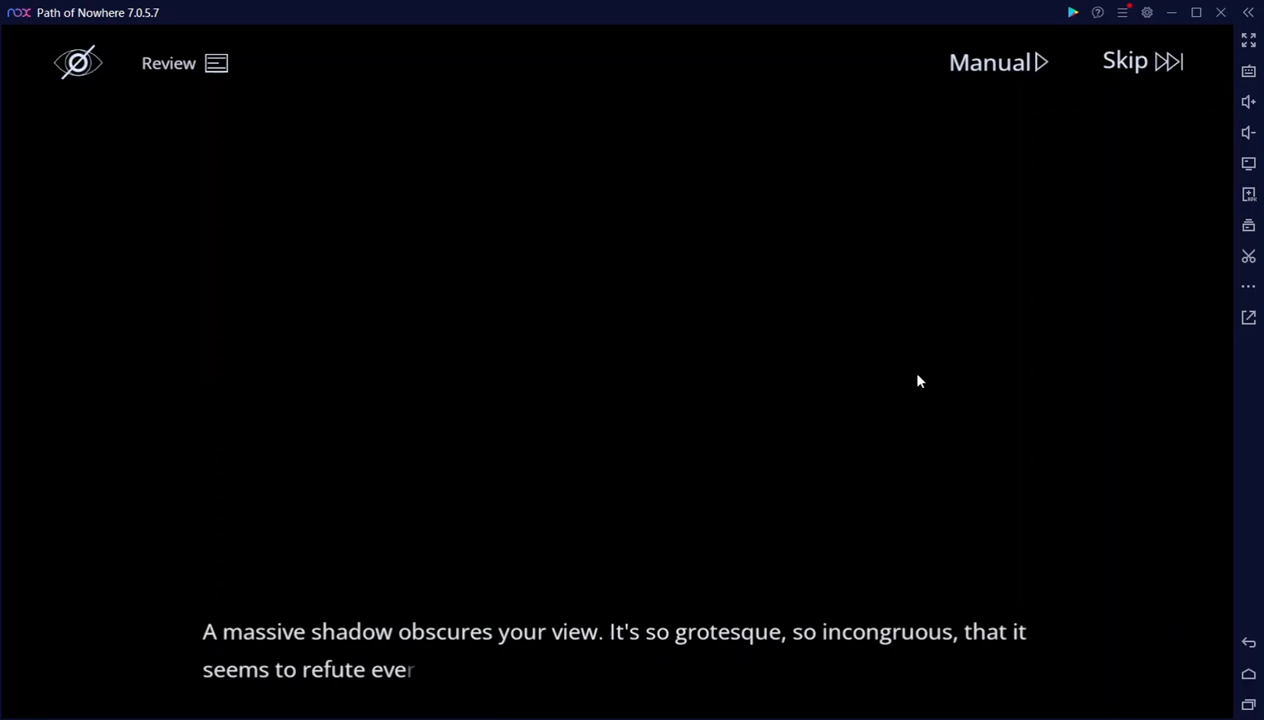 nox Path of Nowhere 7.0.5.7
Review
Manual
Skip
A massive shadow obscures your view. It's so grotesque, so incongruous, that it
seems to refute ever